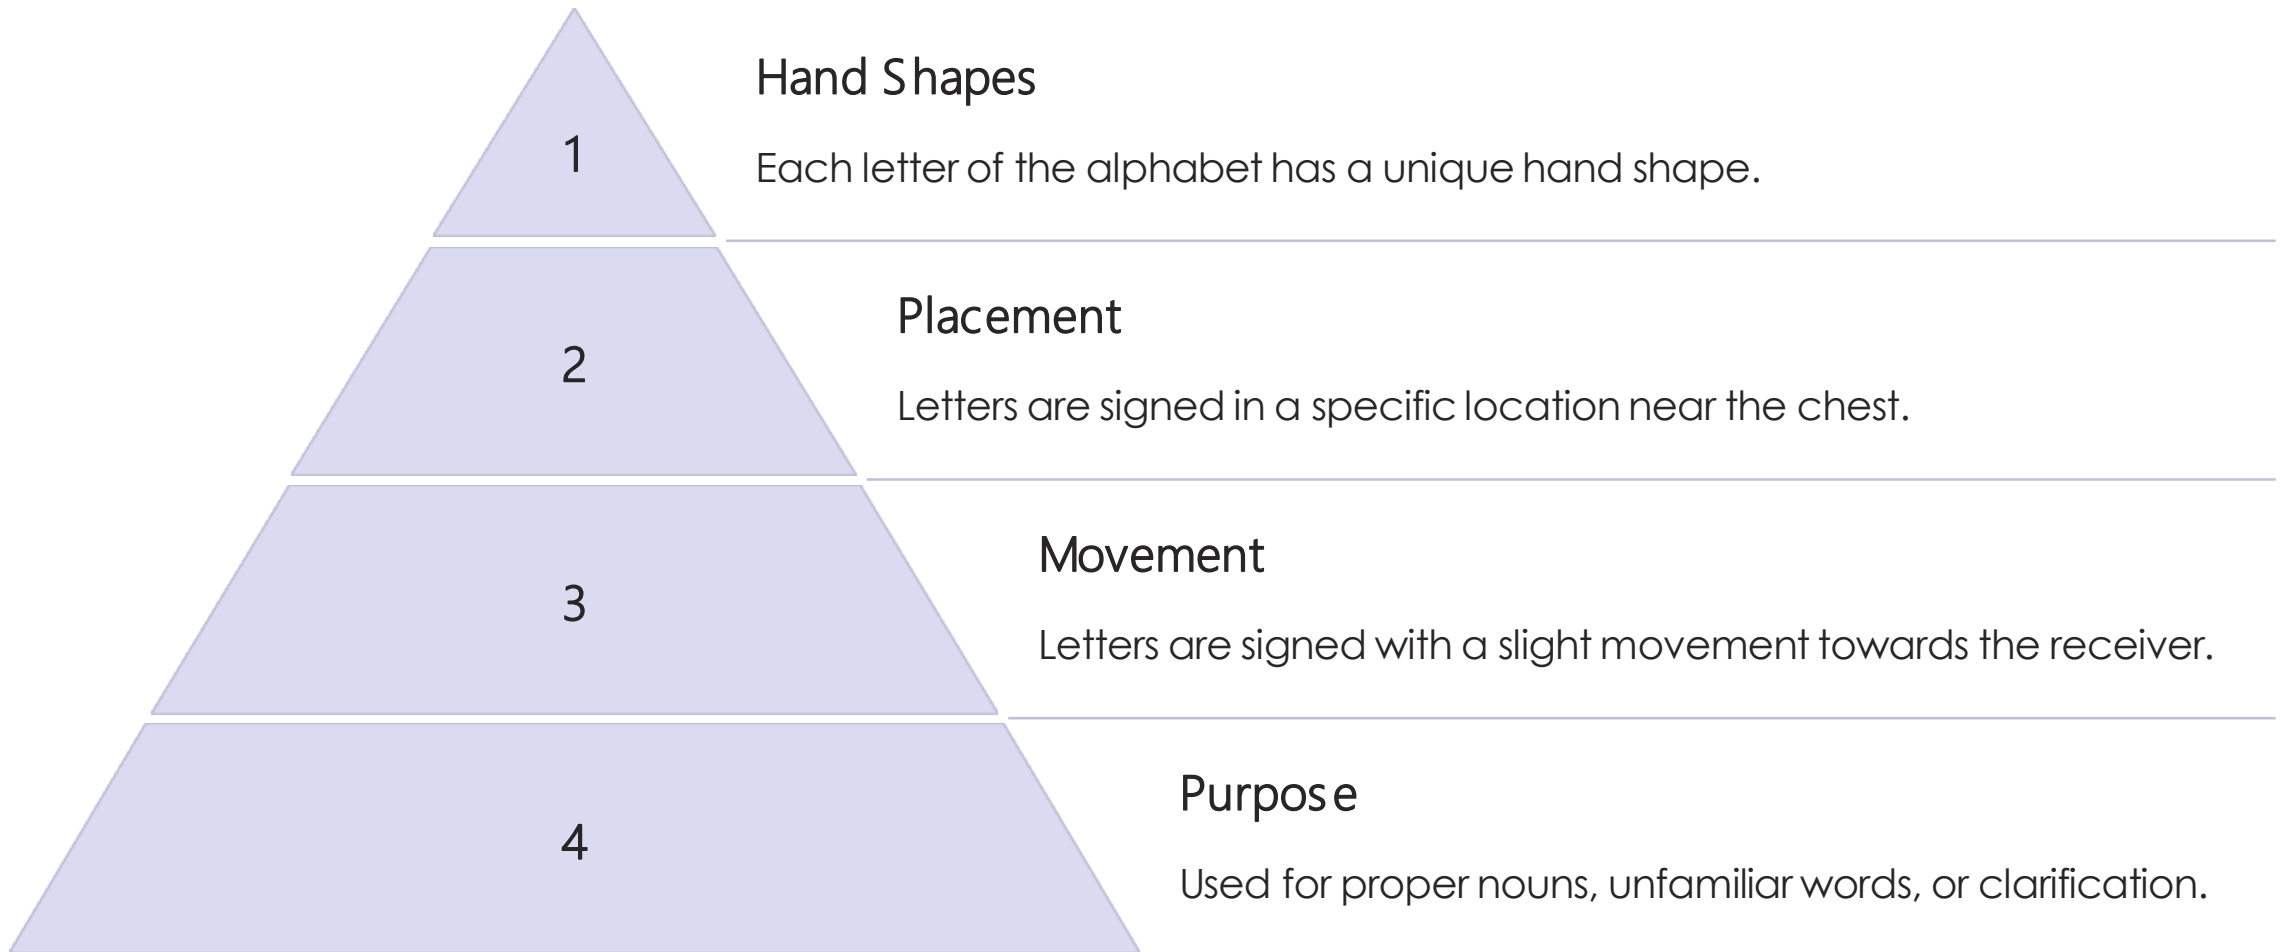 1
Hand Shapes
Each letter of the alphabet has a unique hand shape.
2
Placement
Letters are signed in a specific location near the chest.
3
Movement
Letters are signed with a slight movement towards the receiver.
4
Purpose
Used for proper nouns, unfamiliar words, or clarification.